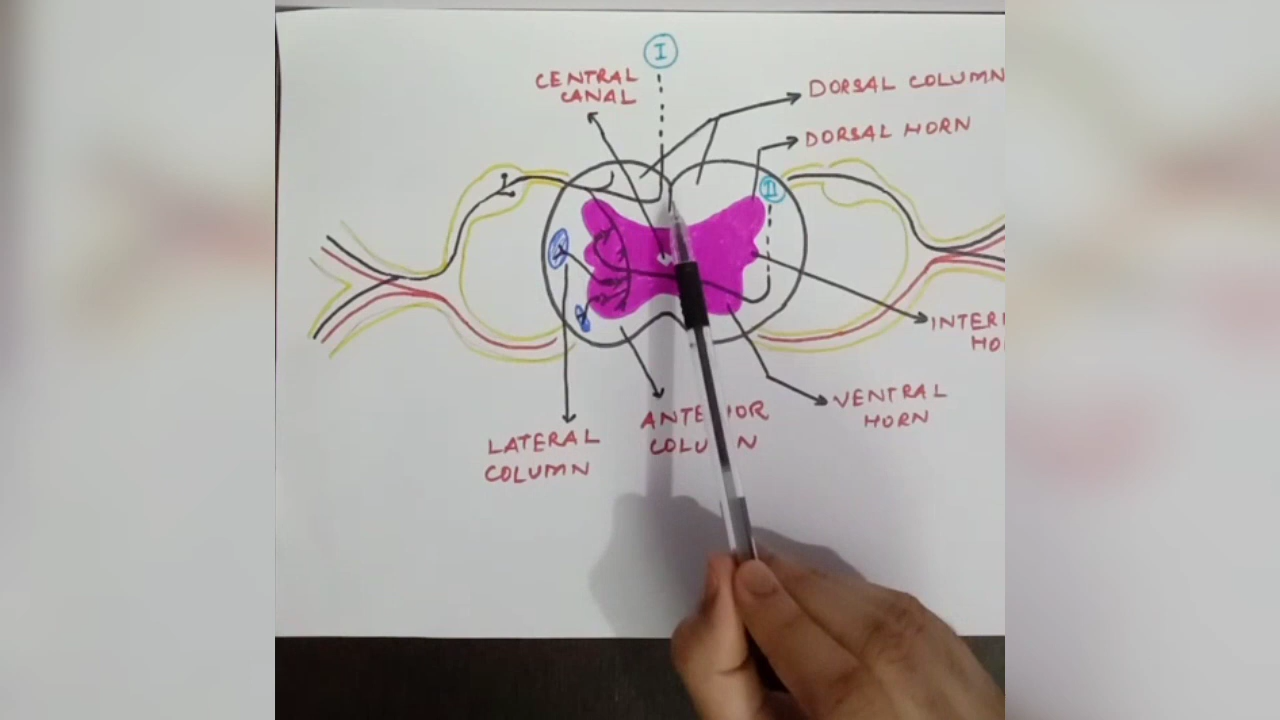 I
CENTRAL
CANAL
DORSAL COLUMN
DORSAL HORN
II
VENTRAL
HORN
LATERAL
COLUMN